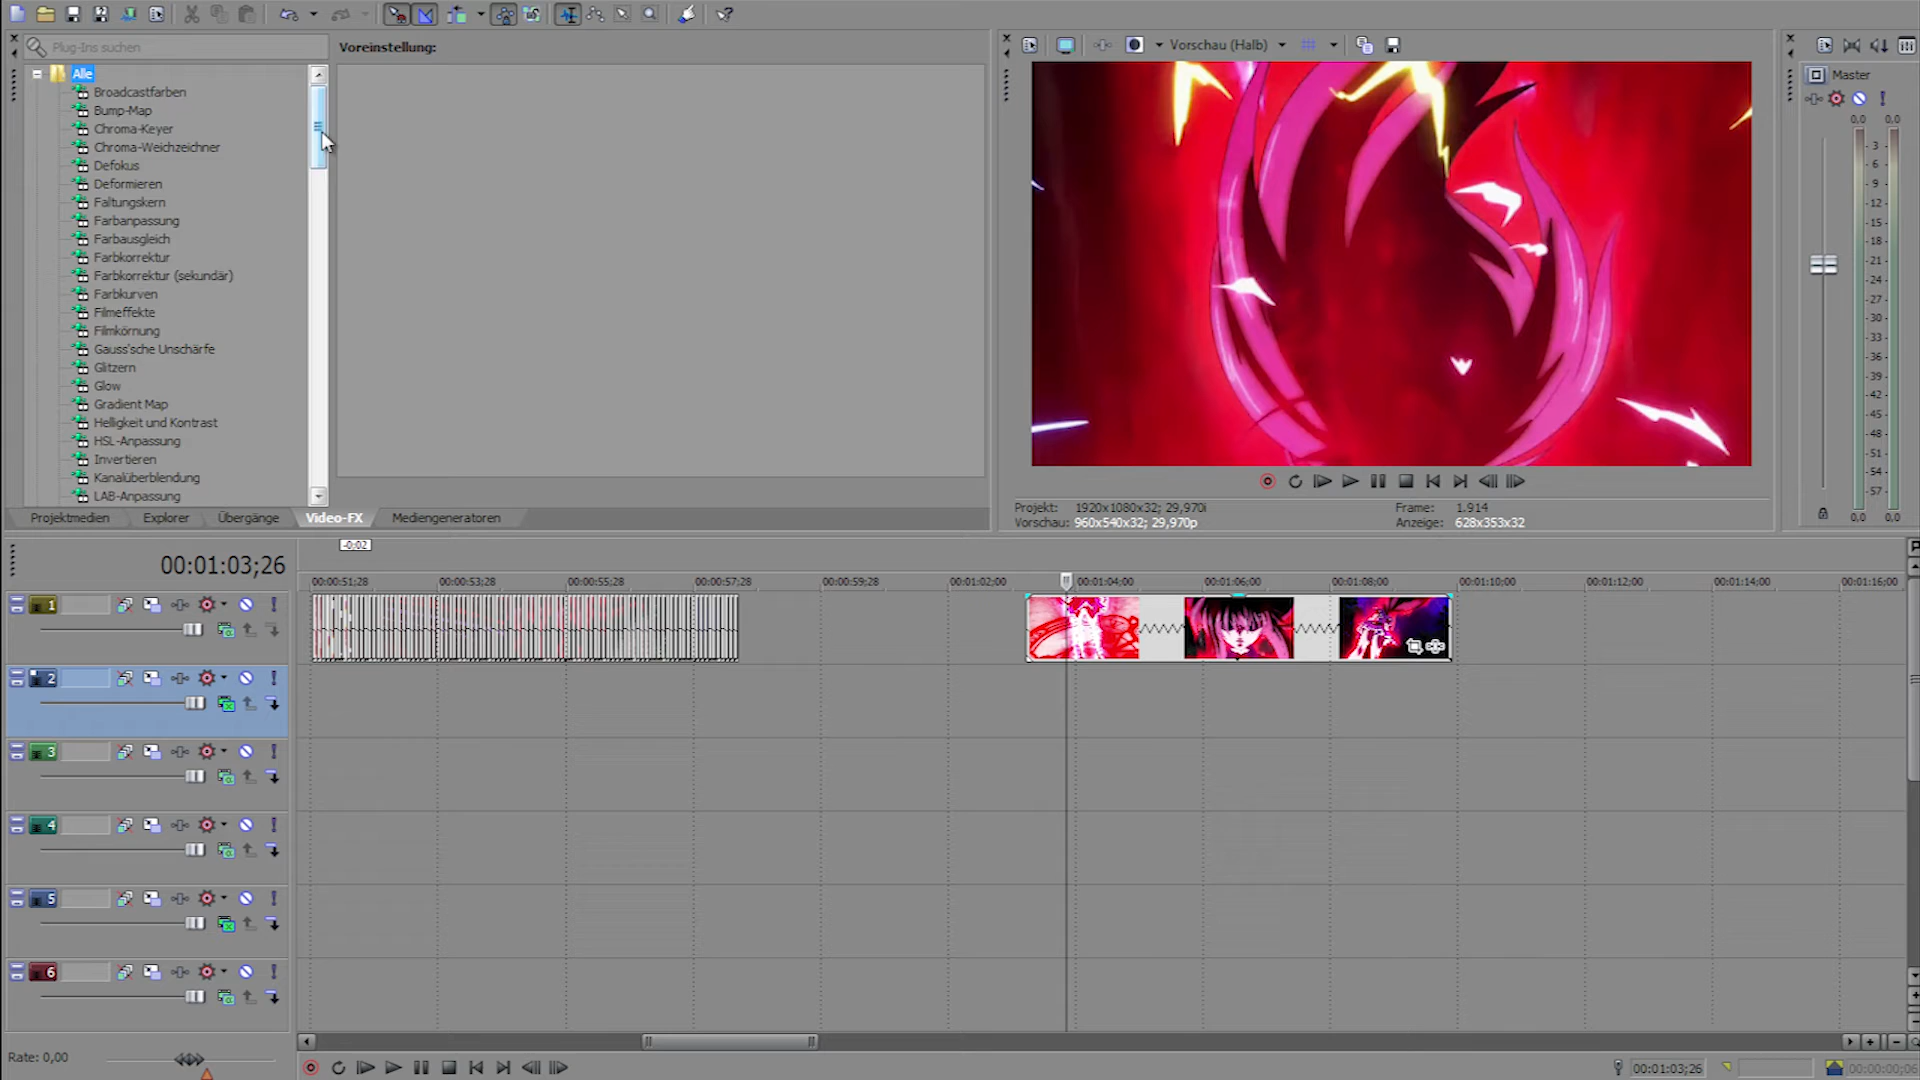 Plug-Ins suchen
Voreinstellung:
Vorschau (Halb)
Master
Alle
Broadcastfarben
Bump-Map
Chroma-Keyer
Chroma-Weichzeichner
Defokus
Deformieren
Faltungskern
Farbanpassung
Farbausgleich
Farbkorrektur
Farbkorrektur (sekundär)
Farbkurven
Filmeffekte
Filmkörnung
Gauss'sche Unschärfe
Glitzern
Glow
Gradient Map
Helligkeit und Kontrast
HSL-Anpassung
Invertieren
Kanalüberblendung
LAB-Anpassung
0,0 0,0
- 3 -
- 6 -
- 9 -
- 12 -
- 15 -
- 18 -
- 21 -
- 24 -
- 27 -
- 30 -
- 33 -
- 36 -
- 39 -
- 42 -
- 45 -
- 48 -
- 51 -
- 54 -
- 57 -
0,0 0,0
Projekt: 1920x1080x32; 29,970i
Vorschau: 960x540x32; 29,970p
Frame: 1.914
Anzeige: 628x353x32
Projektmedien Explorer Übergänge Video-FX Mediengeneratoren
-0:02
00:01:03;26
00:00:51;28 00:00:53;28 00:00:55;28 00:00:57;28 00:00:59;28 00:01:02;00 00:01:04;00 00:01:06;00 00:01:08;00 00:01:10;00 00:01:12;00 00:01:14;00 00:01:16;00
1
2
3
4
5
6
Rate: 0,00
00:01:03;26
00:00:00;06